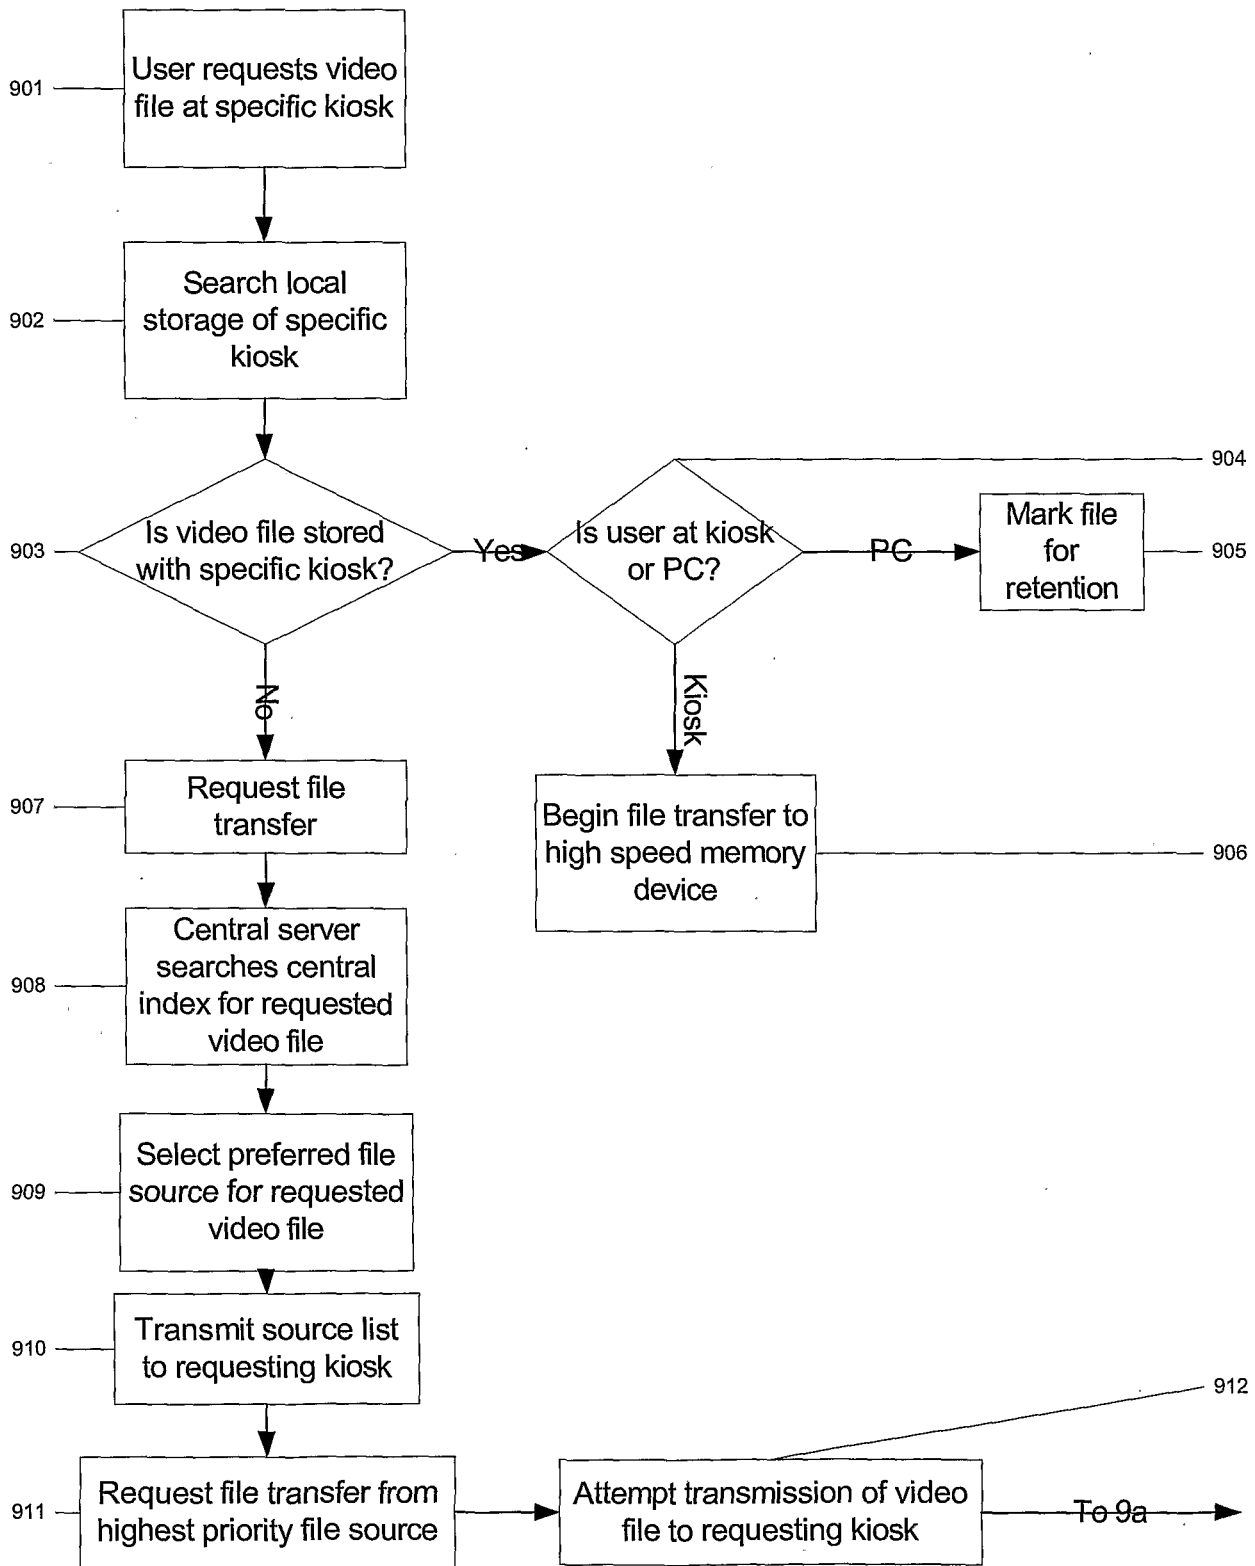 901
User requests video
file at specific kiosk
902
Search local
storage of specific
kiosk
903
Is video file stored
with specific kiosk?
Yes
Is user at kiosk
or PC?
904
PC
Mark file
for
retention
905
No
Kiosk
907
Request file
transfer
Begin file transfer to
high speed memory
device
906
908
Central server
searches central
index for requested
video file
909
Select preferred file
source for requested
video file
910
Transmit source list
to requesting kiosk
912
911
Request file transfer from
highest priority file source
Attempt transmission of video
file to requesting kiosk
To 9a